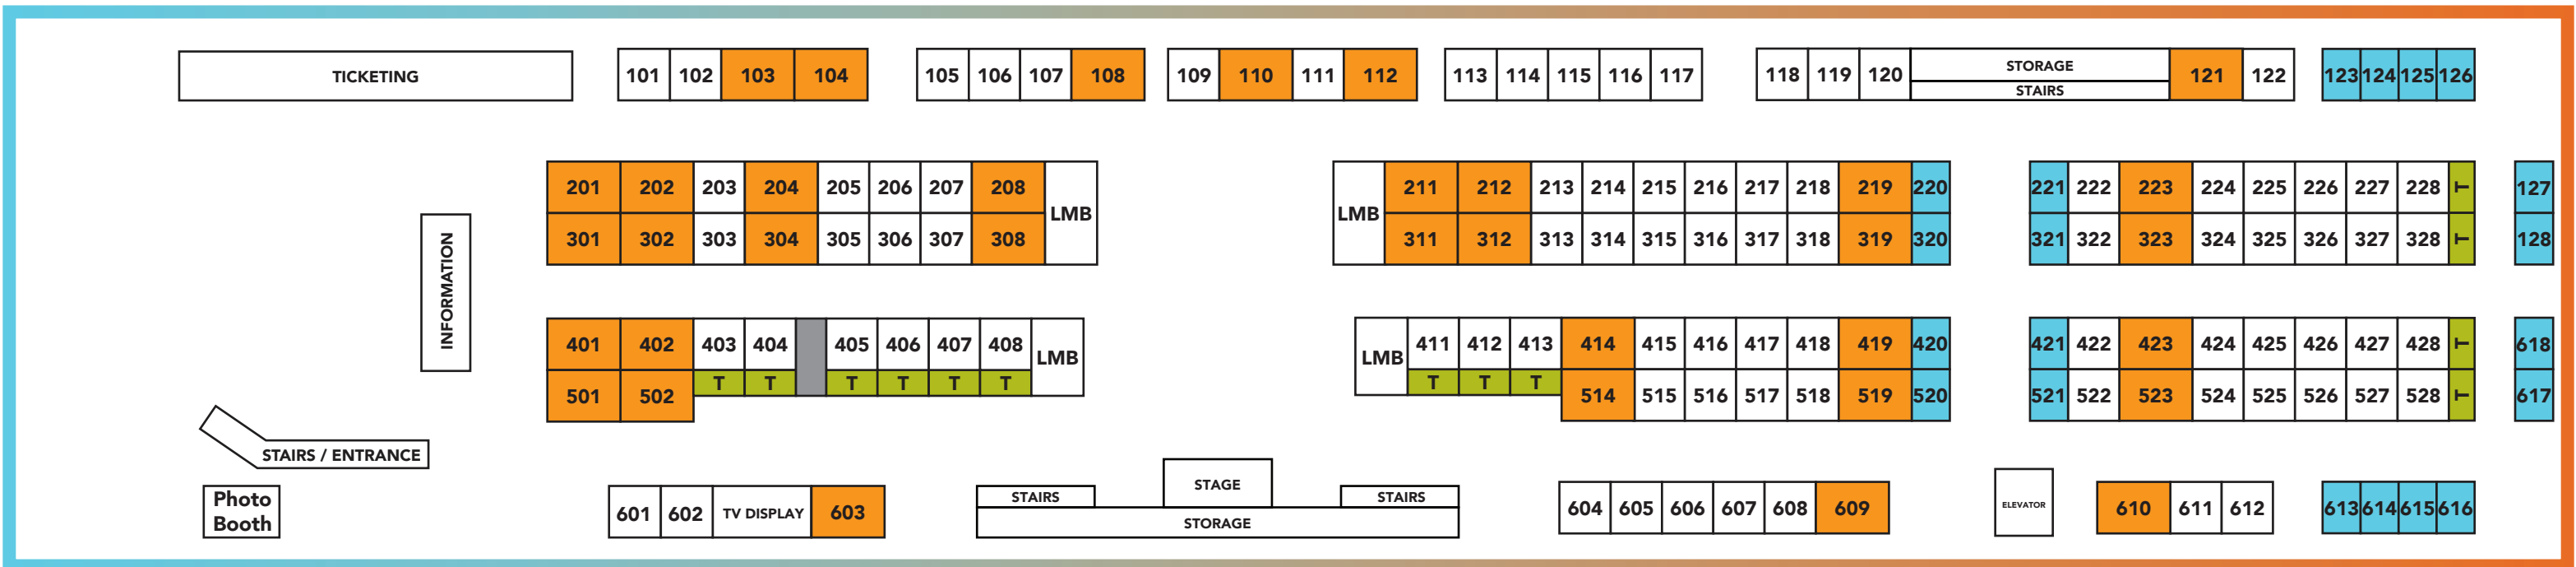 TICKETING 101 102 103 104 105 106 107 108 109 110 111 112 113 114 115 116 117 118 119 120 STORAGE 121 122 123 124 125 126
STAIRS
201 202 203 204 205 206 207 208 LMB LMB 211 212 213 214 215 216 217 218 219 220 221 222 223 224 225 226 227 228 T 127
301 302 303 304 305 306 307 308 311 312 313 314 315 316 317 318 319 320 321 322 323 324 325 326 327 328 T 128
INFORMATION
401 402 403 404 405 406 407 408 LMB LMB 411 412 413 414 415 416 417 418 419 420 421 422 423 424 425 426 427 428 T 618
501 502 T T T T T T T T T 514 515 516 517 518 519 520 521 522 523 524 525 526 527 528 T 617
STAIRS / ENTRANCE
Photo
Booth
601 602 TV DISPLAY 603
STAIRS STAGE STAIRS
STORAGE
604 605 606 607 608 609 ELEVATOR 610 611 612 613 614 615 616